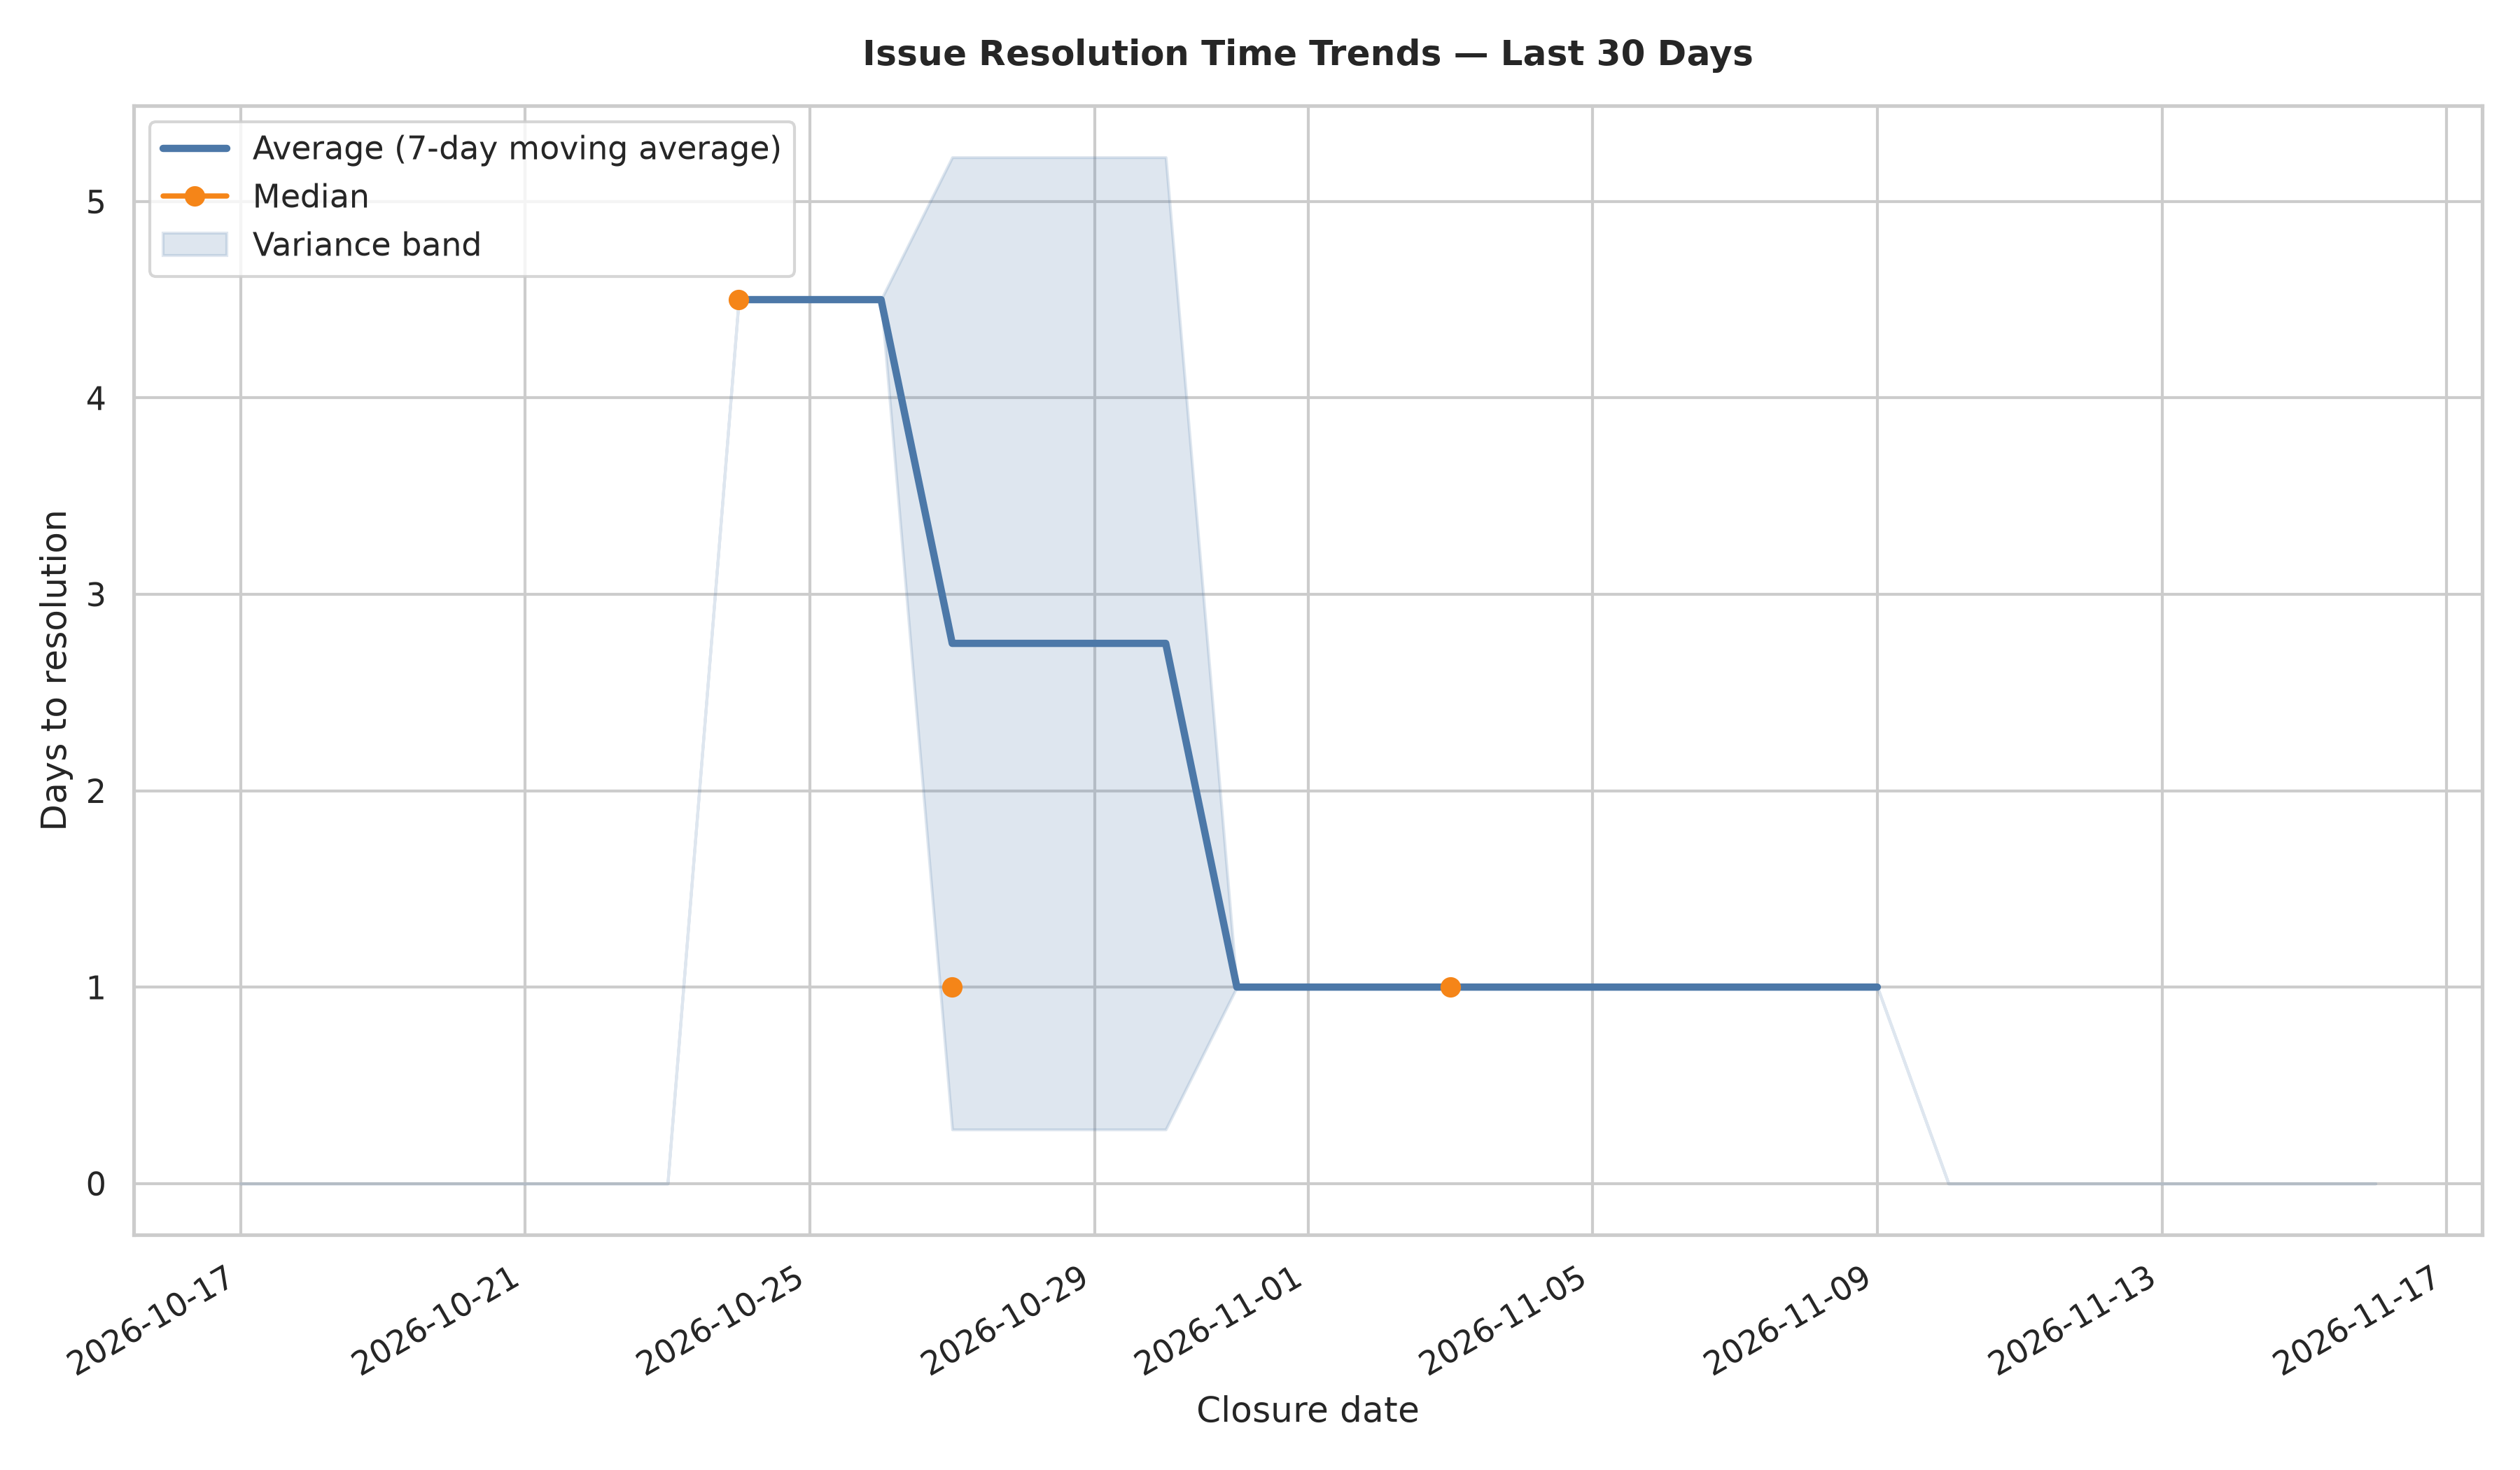 Issue Resolution Time Trends — Last 30 Days
Average (7-day moving average)
Median
Variance band
Days to resolution
5
4
3
2
1
0
2026-10-17
2026-10-21
2026-10-25
2026-10-29
2026-11-01
2026-11-05
2026-11-09
2026-11-13
2026-11-17
Closure date